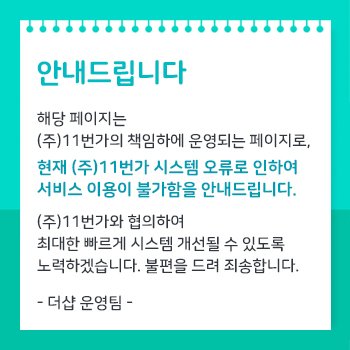 안내드립니다
해당 페이지는
(주)11번가의 책임하에 운영되는 페이지로,
현재 (주)11번가 시스템 오류로 인하여
서비스 이용이 불가함을 안내드립니다.
(주)11번가와 협의하여
최대한 빠르게 시스템 개선될 수 있도록
노력하겠습니다. 불편을 드려 죄송합니다.
- 더샵 운영팀 -